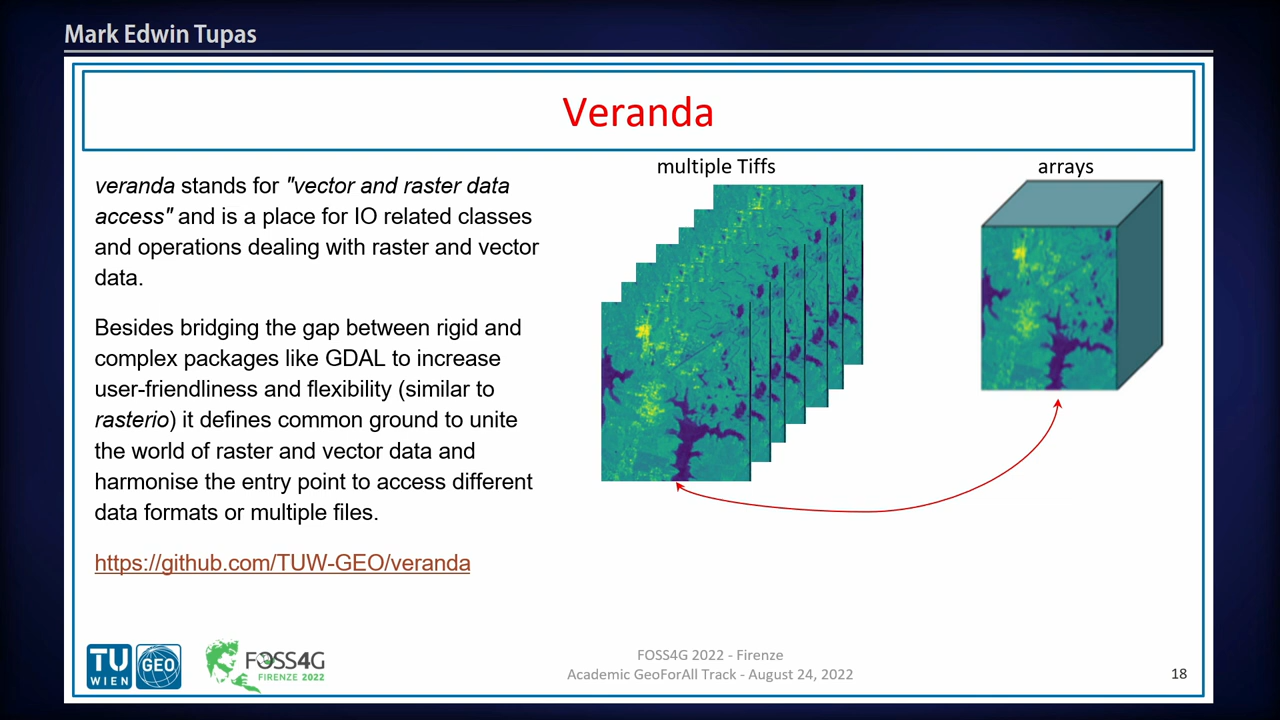 Mark Edwin Tupas
Veranda
veranda stands for "vector and raster data
access" and is a place for IO related classes
and operations dealing with raster and vector
data.
Besides bridging the gap between rigid and
complex packages like GDAL to increase
user-friendliness and flexibility (similar to
rasterio) it defines common ground to unite
the world of raster and vector data and
harmonise the entry point to access different
data formats or multiple files.
https://github.com/TUW-GEO/veranda
multiple Tiffs
arrays
TU
WIEN
GEO
FOSS4G
FIRENZE 2022
FOSS4G 2022 - Firenze
Academic GeoForAll Track - August 24, 2022
18